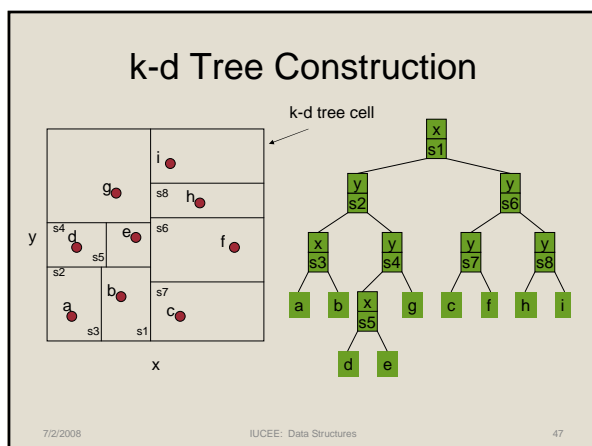 k-d Tree Construction
k-d tree cell
i
g
s8
h
s4
d
e
s6
f
y
s5
s2
b
a
s7
c
s3
s1
x
x
s1
y
s2
y
s6
x
s3
y
s4
y
s7
y
s8
a
b
x
s5
g
c
f
h
i
d
e
7/2/2008
IUCEE: Data Structures
47